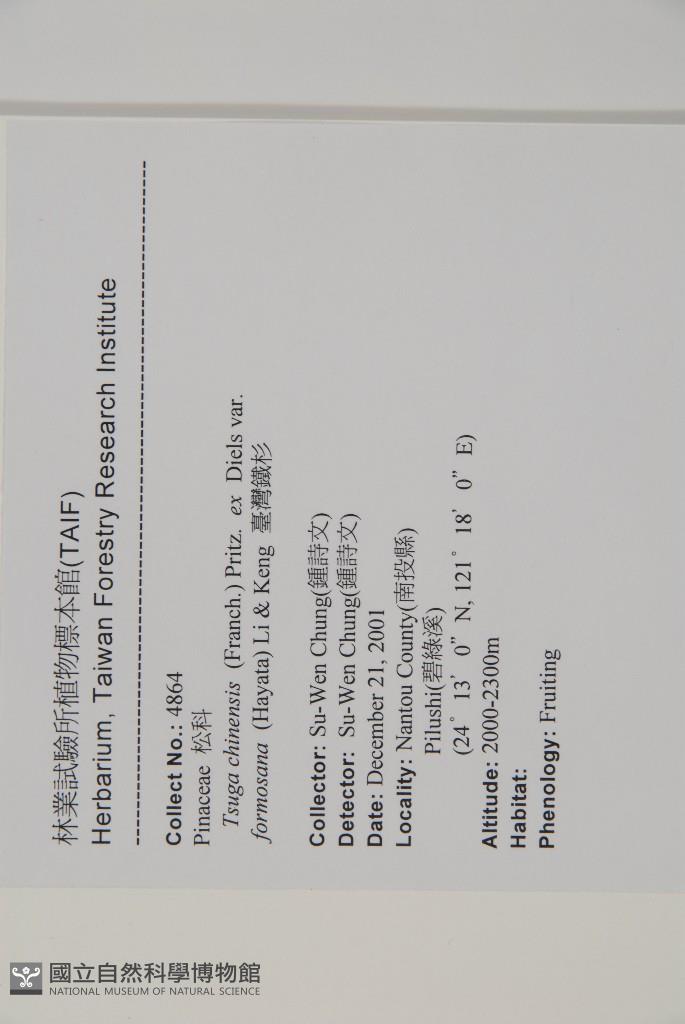 林業試驗所植物標本館(TAIF)
Herbarium, Taiwan Forestry Research Institute
Collect No.: 4864
Pinaceae 松科
Tsuga chinensis (Franch.) Pritz. ex Diels var.
formosana (Hayata) Li & Keng 臺灣鐵杉
Collector: Su-Wen Chung(鍾詩文)
Detector: Su-Wen Chung(鍾詩文)
Date: December 21, 2001
Locality: Nantou County(南投縣)
Pilushi(碧綠溪)
(24° 13’ 0” N, 121° 18’ 0” E)
Altitude: 2000-2300m
Habitat:
Phenology: Fruiting
國立自然科學博物館
NATIONAL MUSEUM OF NATURAL SCIENCE